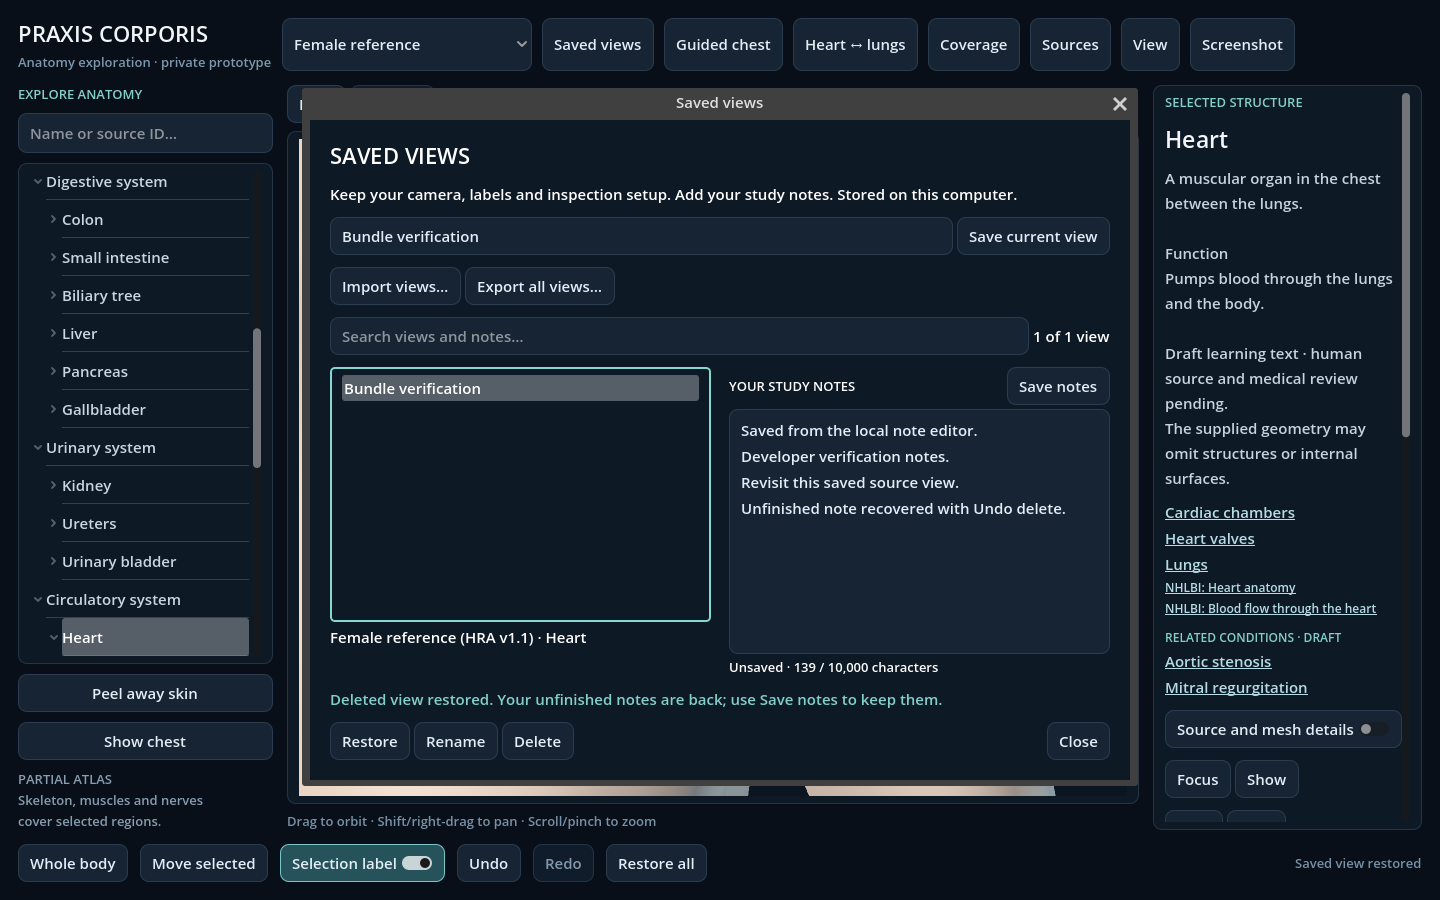 PRAXIS CORPORIS
Anatomy exploration · private prototype
Female reference
Saved views
Guided chest
Heart ↔ lungs
Coverage
Sources
View
Screenshot
EXPLORE ANATOMY
Name or source ID...
Digestive system
Colon
Small intestine
Biliary tree
Liver
Pancreas
Gallbladder
Urinary system
Kidney
Ureters
Urinary bladder
Circulatory system
Heart
Peel away skin
Show chest
PARTIAL ATLAS
Skeleton, muscles and nerves
cover selected regions.
Saved views
SAVED VIEWS
Keep your camera, labels and inspection setup. Add your study notes. Stored on this computer.
Bundle verification
Save current view
Import views...
Export all views...
Search views and notes...
1 of 1 view
Bundle verification
Female reference (HRA v1.1) · Heart
YOUR STUDY NOTES
Save notes
Saved from the local note editor.
Developer verification notes.
Revisit this saved source view.
Unfinished note recovered with Undo delete.
Unsaved · 139 / 10,000 characters
Deleted view restored. Your unfinished notes are back; use Save notes to keep them.
Restore
Rename
Delete
Close
Drag to orbit · Shift/right-drag to pan · Scroll/pinch to zoom
SELECTED STRUCTURE
Heart
A muscular organ in the chest
between the lungs.
Function
Pumps blood through the lungs
and the body.
Draft learning text · human
source and medical review
pending.
The supplied geometry may
omit structures or internal
surfaces.
Cardiac chambers
Heart valves
Lungs
NHLBI: Heart anatomy
NHLBI: Blood flow through the heart
RELATED CONDITIONS · DRAFT
Aortic stenosis
Mitral regurgitation
Source and mesh details
Focus
Show
Whole body
Move selected
Selection label
Undo
Redo
Restore all
Saved view restored